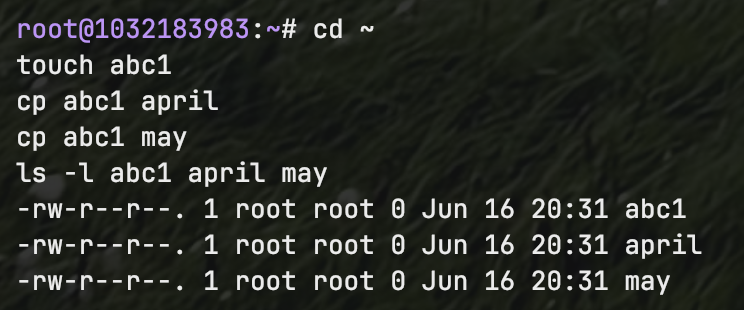 root@1032183983:~# cd ~
touch abc1
cp abc1 april
cp abc1 may
ls -l abc1 april may
-rw-r--r--. 1 root root 0 Jun 16 20:31 abc1
-rw-r--r--. 1 root root 0 Jun 16 20:31 april
-rw-r--r--. 1 root root 0 Jun 16 20:31 may